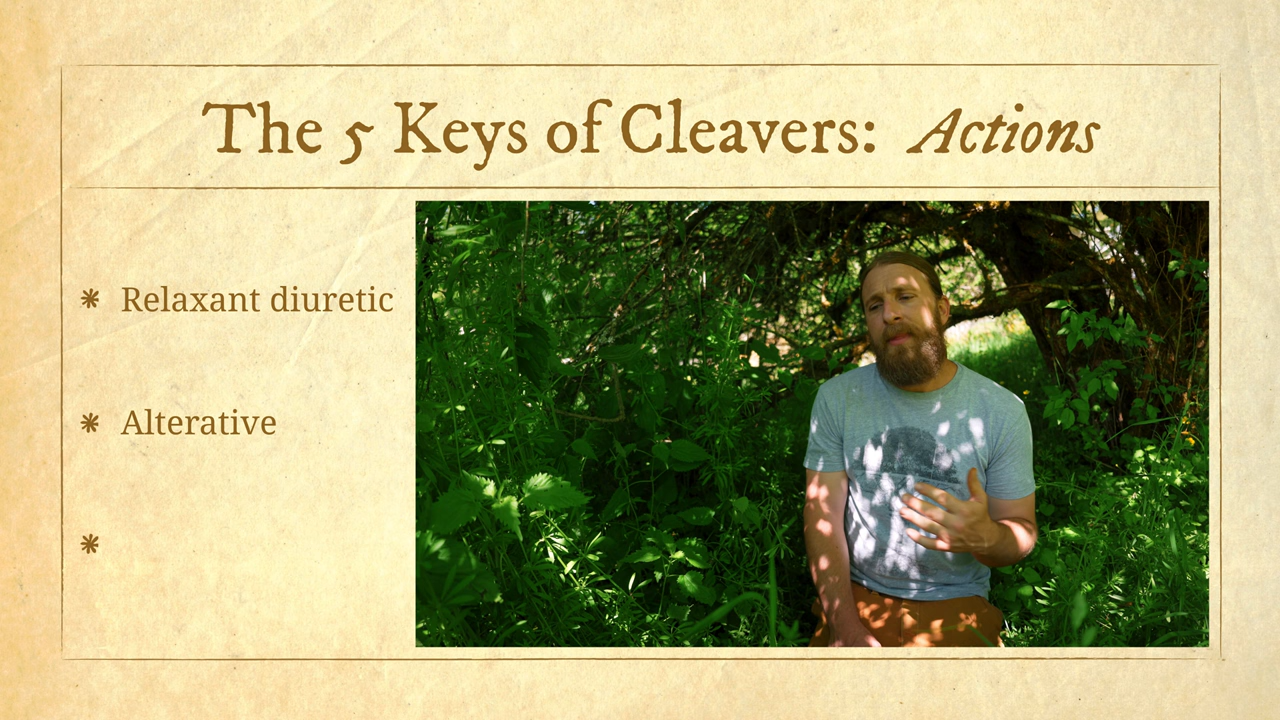 The 5 Keys of Cleavers: Actions
* Relaxant diuretic
* Alterative
*